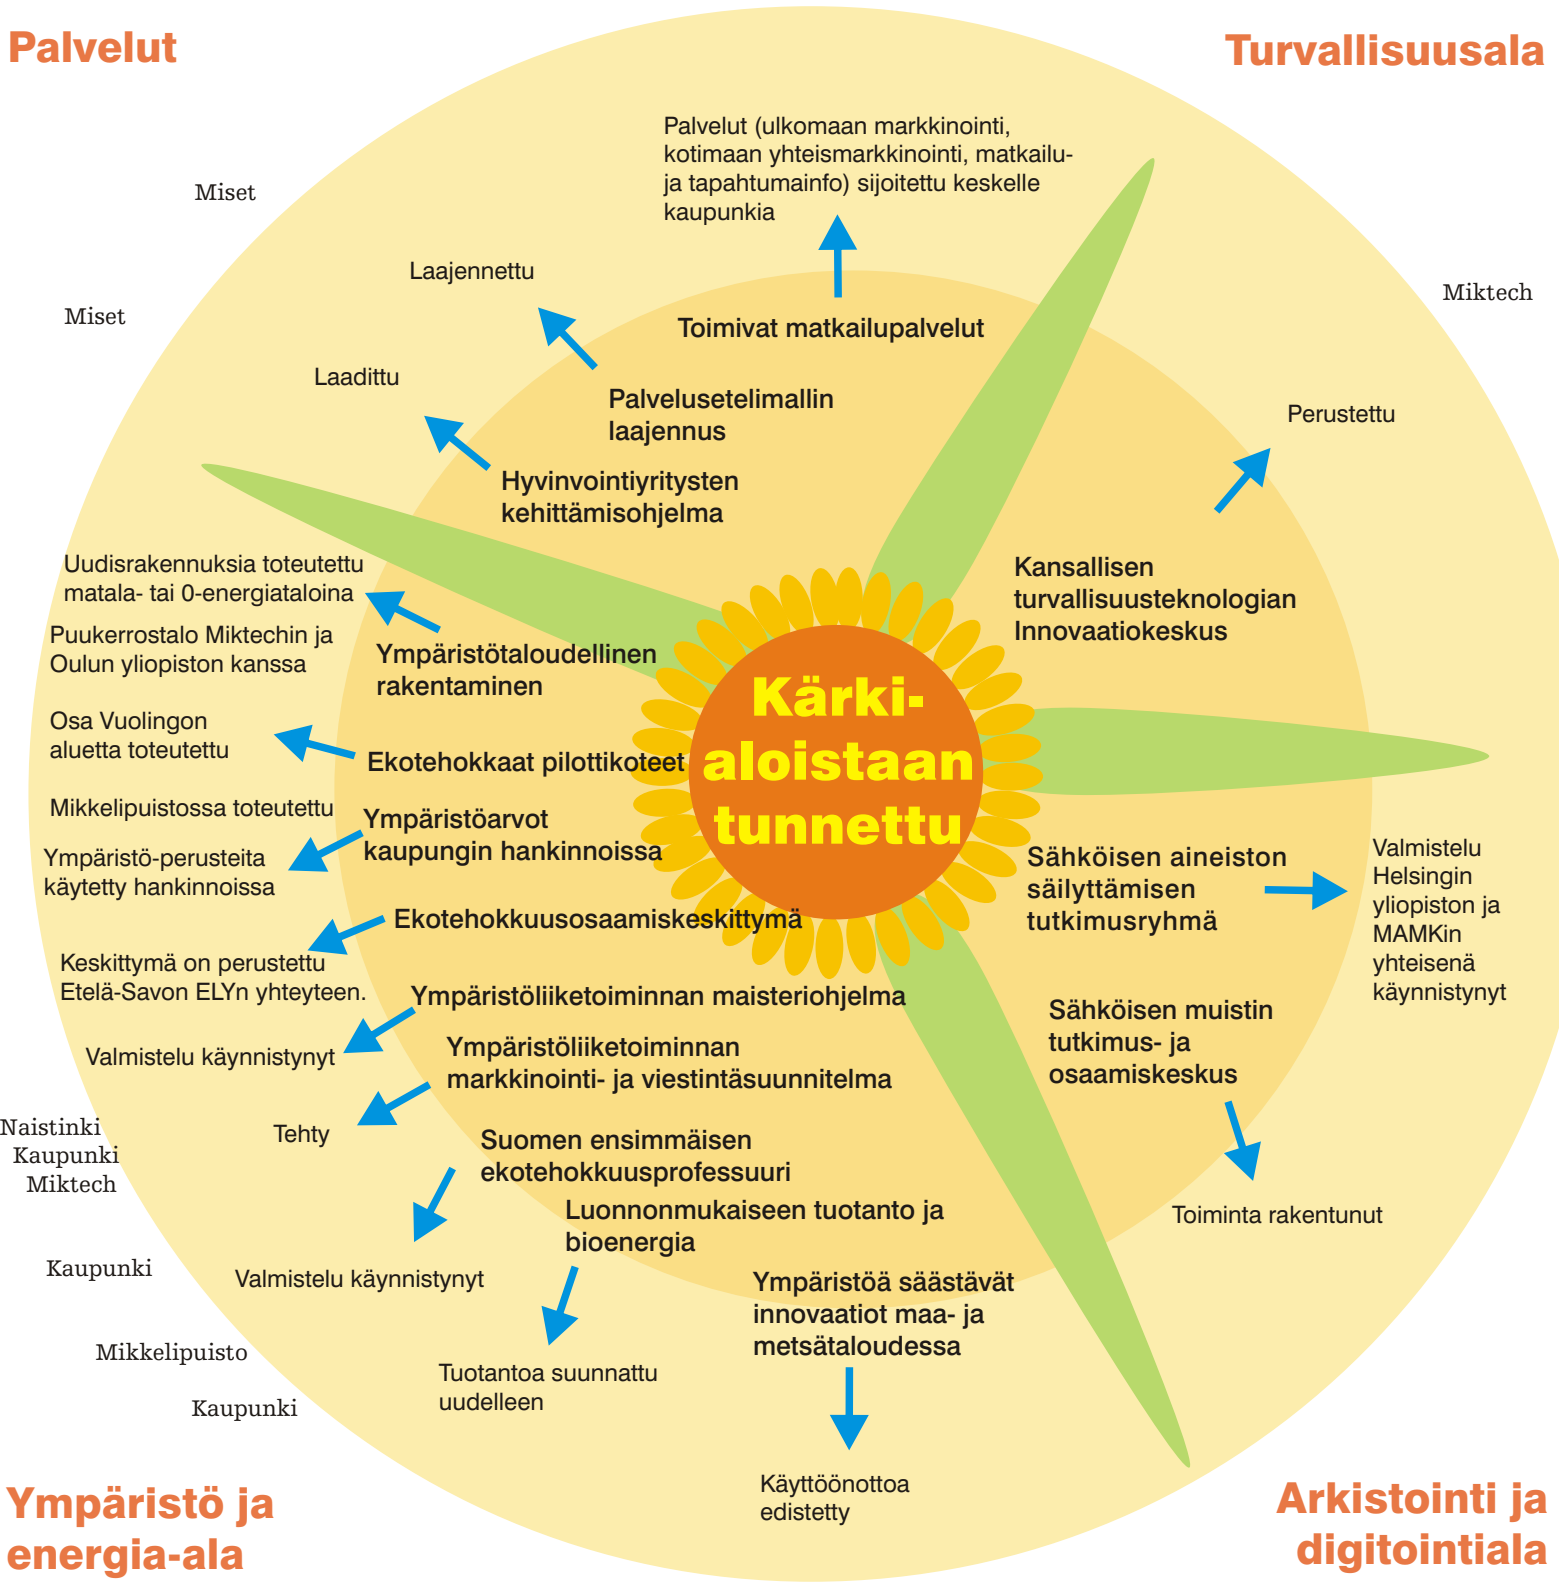 Palvelut
Turvallisuusala
Palvelut (ulkomaan markkinointi,
kotimaan yhteismarkkinointi, matkailu-
ja tapahtumainfo) sijoitettu keskelle
kaupunkia
Miset
Laajennettu
Miktech
Miset
Toimivat matkailupalvelut
Laadittu
Palvelusetelimallin
laajennus
Perustettu
Hyvinvointiyritysten
kehittämisohjelma
Uudisrakennuksia toteutettu
matala- tai 0-energiataloina
Kansallisen
turvallisuusteknologian
Innovaatiokeskus
Puukerrostalo Miktechin ja
Oulun yliopiston kanssa
Ympäristötaloudellinen
rakentaminen
Kärki-
aloistaan
tunnettu
Osa Vuolingon
aluetta toteutettu
Ekotehokkaat pilottikoteet
Mikkelipuistossa toteutettu
Ympäristöarvot
kaupungin hankinnoissa
Ympäristö-perusteita
käytetty hankinnoissa
Sähköisen aineiston
säilyttämisen
tutkimusryhmä
Valmistelu
Helsingin
yliopiston ja
MAMKin
yhteisenä
käynnistynyt
Ekotehokkuusosaamiskeskittymä
Keskittymä on perustettu
Etelä-Savon ELYn yhteyteen.
Ympäristöliiketoiminnan maisteriohjelma
Sähköisen muistin
tutkimus- ja
osaamiskeskus
Valmistelu käynnistynyt
Ympäristöliiketoiminnan
markkinointi- ja viestintäsuunnitelma
Naistinki
Kaupunki
Miktech
Tehty
Suomen ensimmäisen
ekotehokkuusprofessuuri
Luonnonmukaiseen tuotanto ja
bioenergia
Toiminta rakentunut
Kaupunki
Valmistelu käynnistynyt
Ympäristöä säästävät
innovaatiot maa- ja
metsätaloudessa
Mikkelipuisto
Tuotantoa suunnattu
uudelleen
Kaupunki
Käyttöönottoa
edistetty
Ympäristö ja
energia-ala
Arkistointi ja
digitointiala